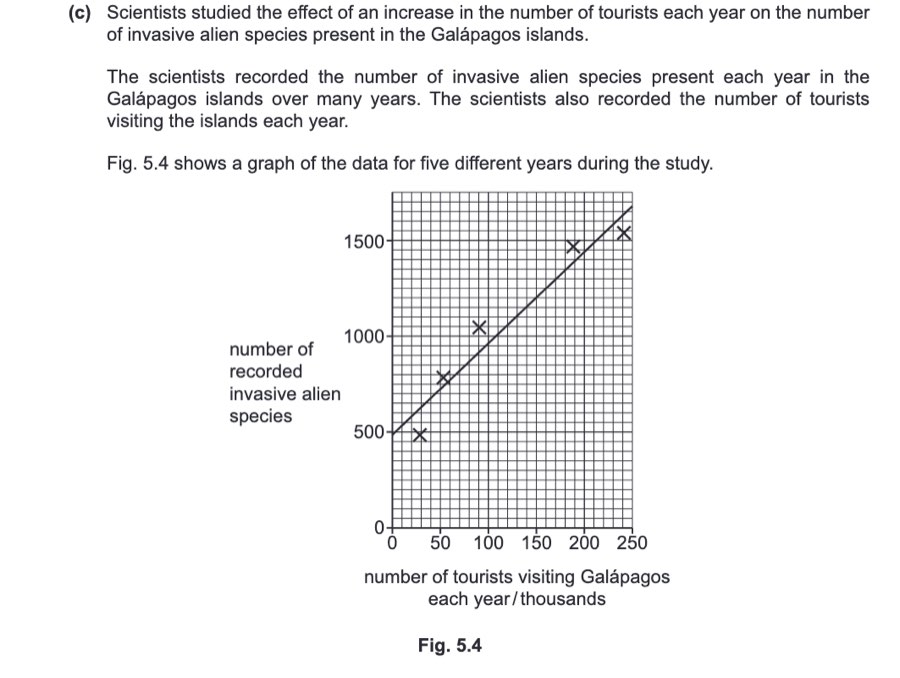 (c) Scientists studied the effect of an increase in the number of tourists each year on the number
of invasive alien species present in the Galápagos islands.
The scientists recorded the number of invasive alien species present each year in the
Galápagos islands over many years. The scientists also recorded the number of tourists
visiting the islands each year.
Fig. 5.4 shows a graph of the data for five different years during the study.
1500
1000
number of
recorded
invasive alien
species
500
0
0 50 100 150 200 250
number of tourists visiting Galápagos
each year/thousands
Fig. 5.4